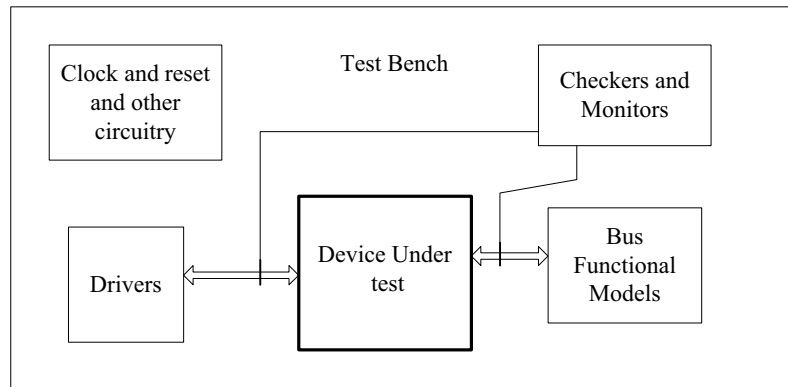 Clock and reset
and other
circuitry
Test Bench
Checkers and
Monitors
Drivers
Device Under
test
Bus
Functional
Models